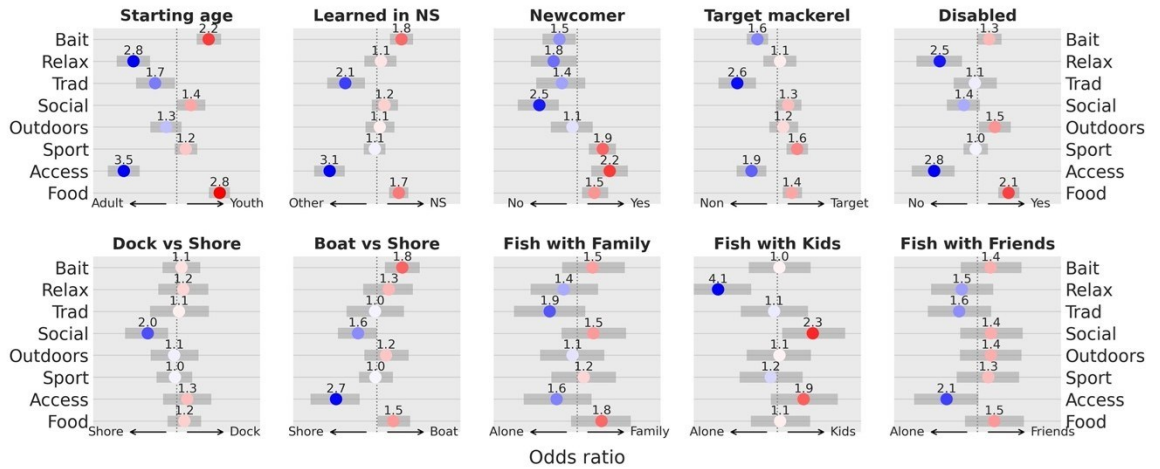 Starting age Learned in NS Newcomer Target mackerel Disabled
Bait 2.2 1.8 1.5 1.6 1.3 Bait
Relax 2.8 1.1 1.8 1.1 2.5 Relax
Trad 1.7 2.1 1.4 2.6 1.1 Trad
Social 1.4 1.2 2.5 1.3 1.4 Social
Outdoors 1.3 1.1 1.1 1.2 1.5 Outdoors
Sport 1.2 1.1 1.9 1.6 1.0 Sport
Access 3.5 3.1 2.2 1.9 2.8 Access
Food 2.8 1.7 1.5 1.4 2.1 Food
Adult Youth Other NS No Yes Non Target No Yes
Dock vs Shore Boat vs Shore Fish with Family Fish with Kids Fish with Friends
Bait 1.1 1.8 1.5 1.0 1.4 Bait
Relax 1.2 1.3 1.4 4.1 1.5 Relax
Trad 1.1 1.0 1.9 1.1 1.6 Trad
Social 2.0 1.6 1.5 2.3 1.4 Social
Outdoors 1.1 1.2 1.1 1.1 1.4 Outdoors
Sport 1.0 1.0 1.2 1.2 1.3 Sport
Access 1.3 2.7 1.6 1.9 2.1 Access
Food 1.2 1.5 1.8 1.1 1.5 Food
Shore Dock Shore Boat Alone Family Alone Kids Alone Friends
Odds ratio